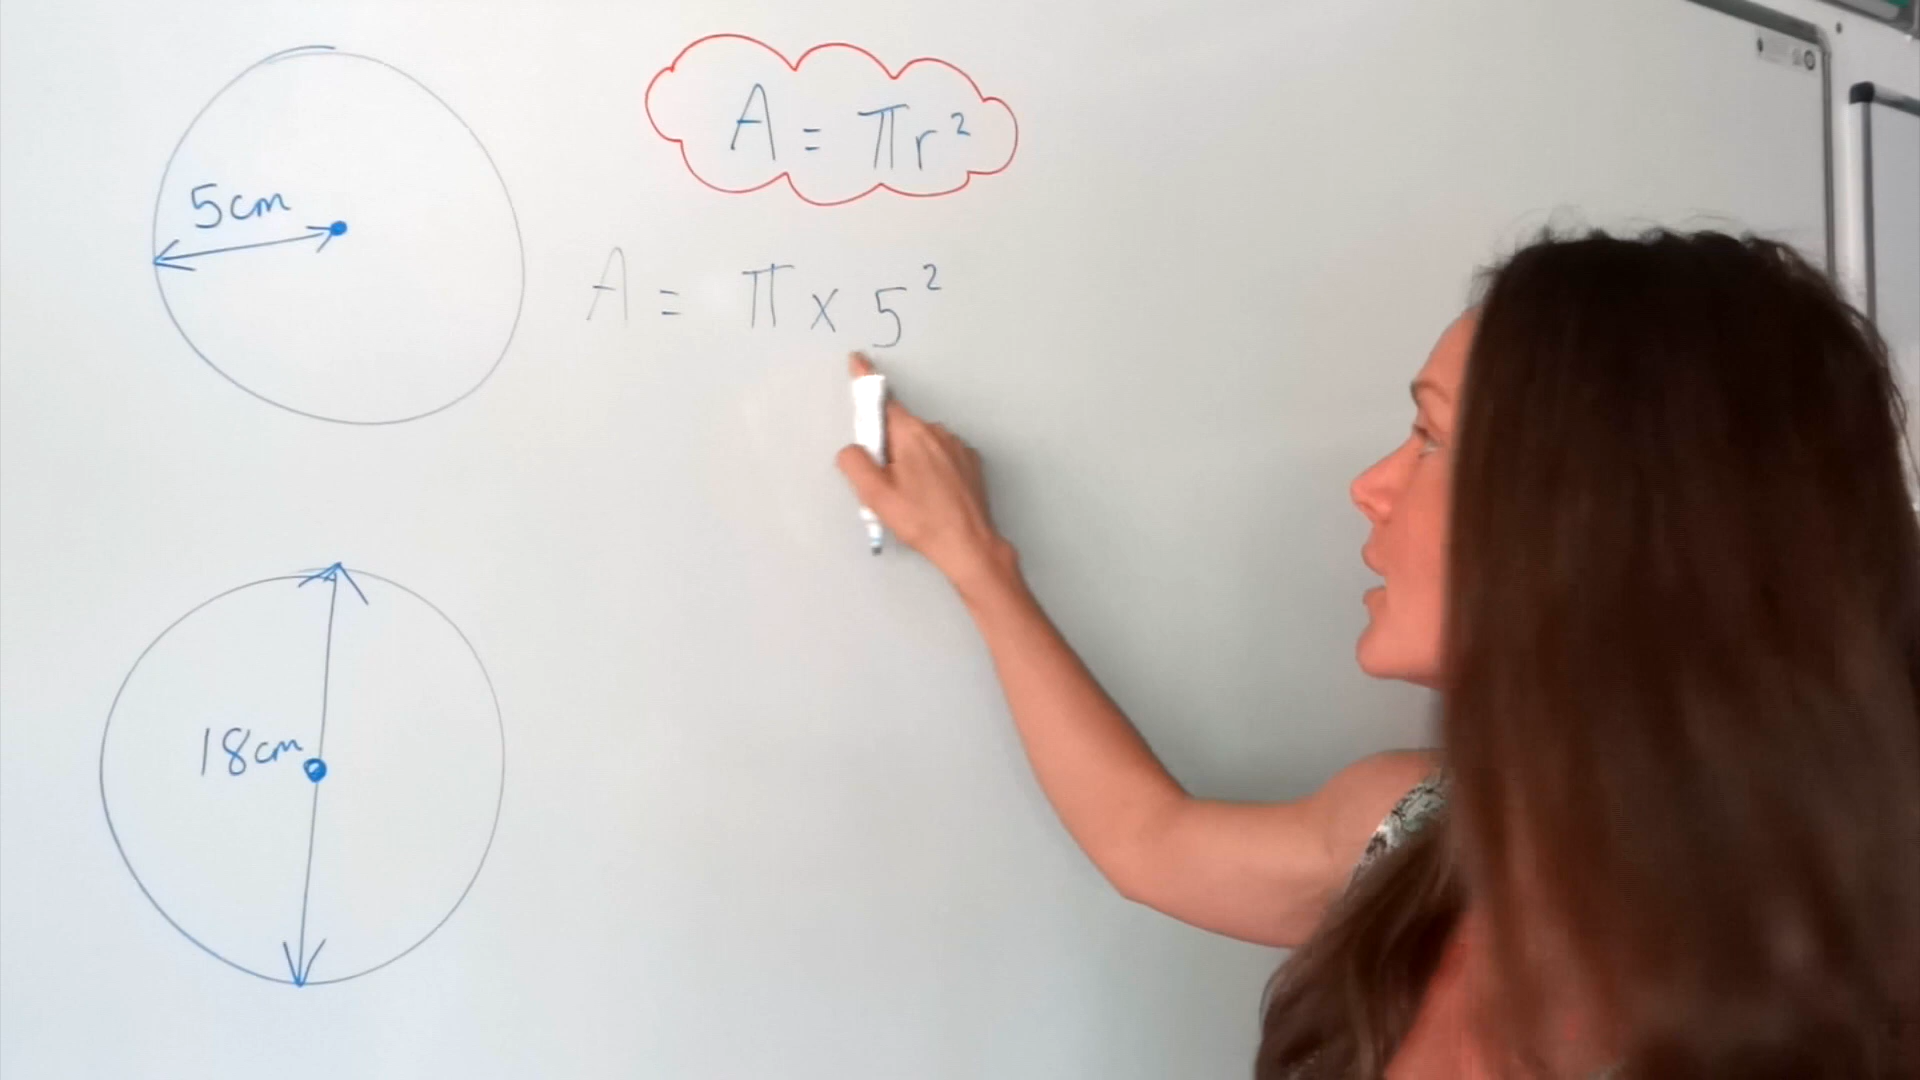 A = πr²
5cm
A = π x 5²
18cm